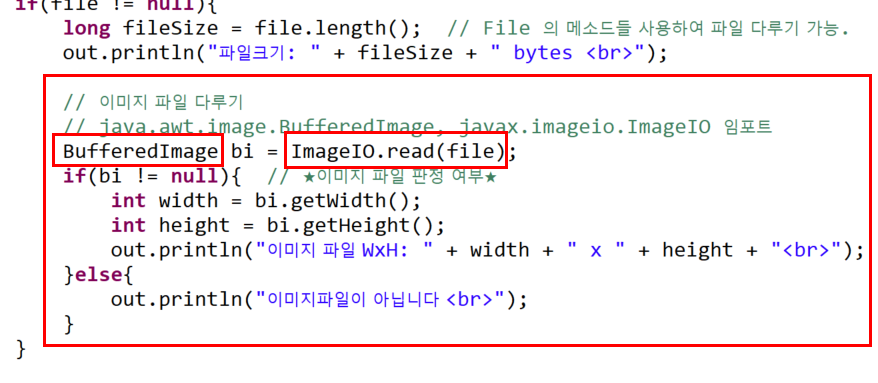 if(file != null){
long fileSize = file.length();  // File 의 메소드들 사용하여 파일 다루기 가능.
out.println("파일크기: " + fileSize + " bytes <br>");
// 이미지 파일 다루기
// java.awt.image.BufferedImage, javax.imageio.ImageIO 임포트
BufferedImage bi = ImageIO.read(file);
if(bi != null){  // ★이미지 파일 판정 여부★
int width = bi.getWidth();
int height = bi.getHeight();
out.println("이미지 파일 WxH: " + width + " x " + height + "<br>");
}else{
out.println("이미지파일이 아닙니다 <br>");
}
}